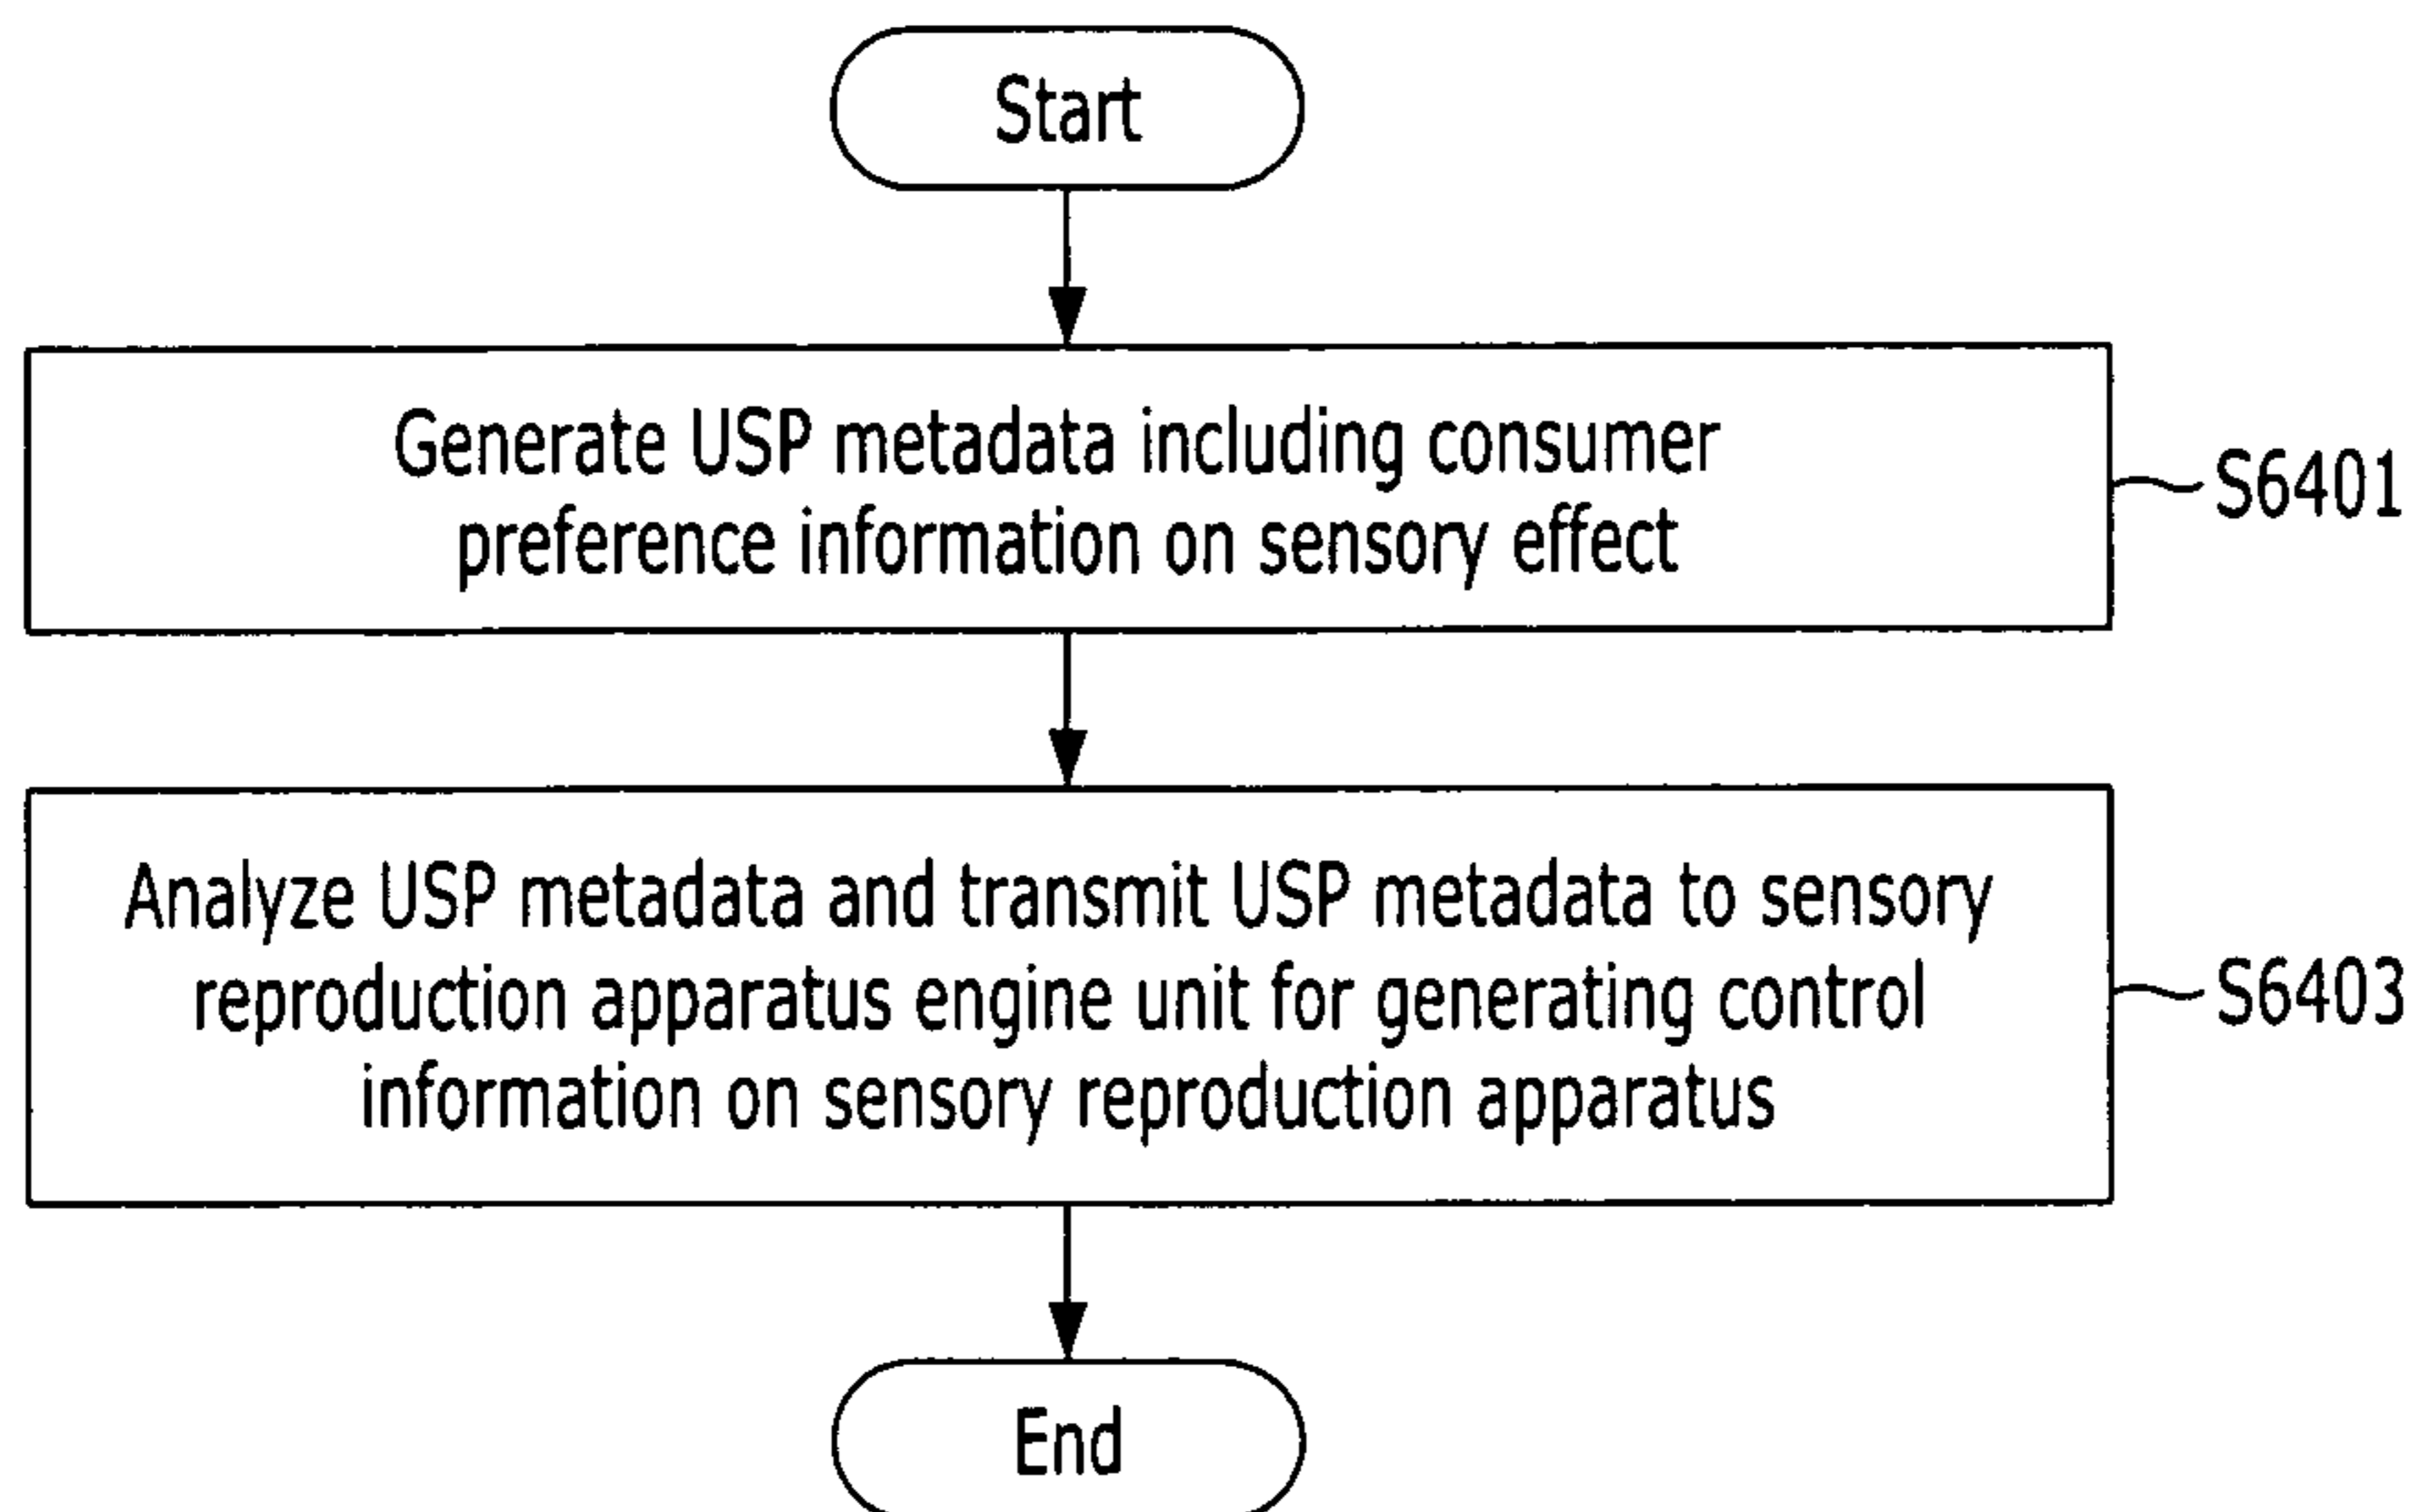 Start
Generate USP metadata including consumer
preference information on sensory effect
S6401
Analyze USP metadata and transmit USP metadata to sensory
reproduction apparatus engine unit for generating control
information on sensory reproduction apparatus
S6403
End